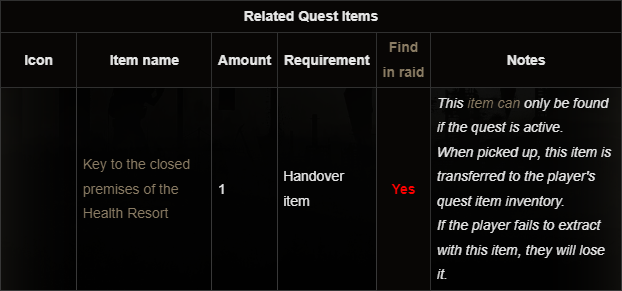 Related Quest Items
Icon
Item name
Amount
Requirement
Find
in raid
Notes
Key to the closed
premises of the
Health Resort
1
Handover
item
Yes
This item can only be found
if the quest is active.
When picked up, this item is
transferred to the player's
quest item inventory.
If the player fails to extract
with this item, they will lose
it.